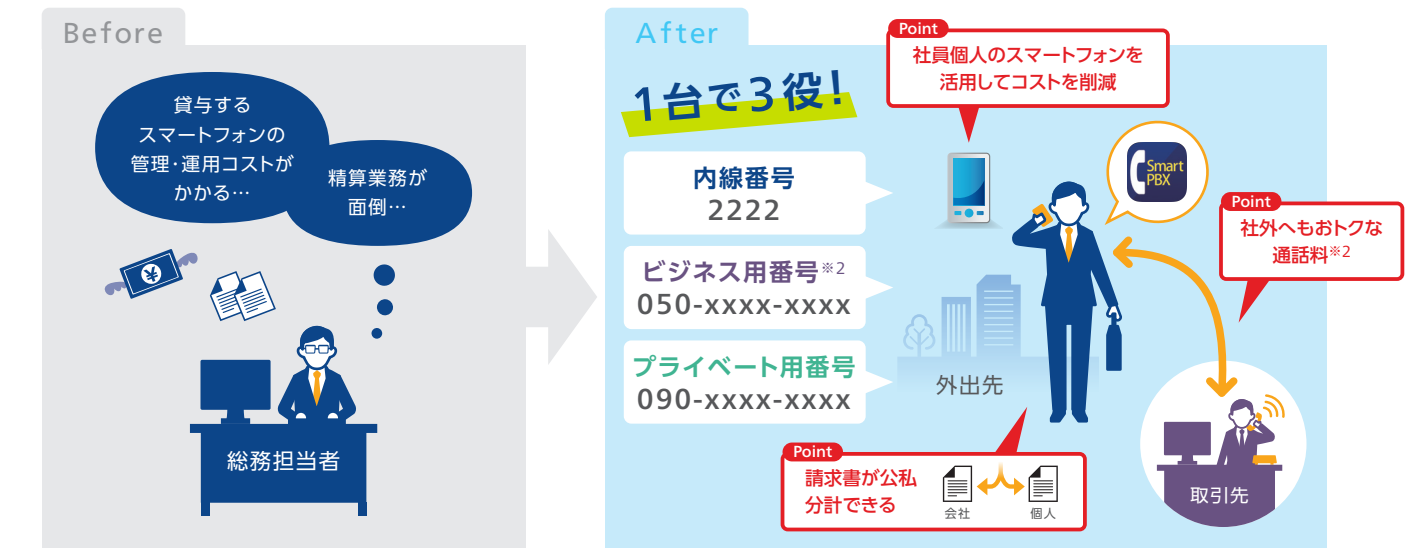 Before
貸与する
スマートフォンの
管理・運用コストが
かかる…
精算業務が
面倒…
¥
総務担当者
After
1台で3役!
内線番号
2222
ビジネス用番号※2
050-xxxx-xxxx
プライベート用番号
090-xxxx-xxxx
Point
社員個人のスマートフォンを
活用してコストを削減
Smart
PBX
Point
社外へもおトクな
通話料※2
外出先
Point
請求書が公私
分計できる
会社
個人
取引先